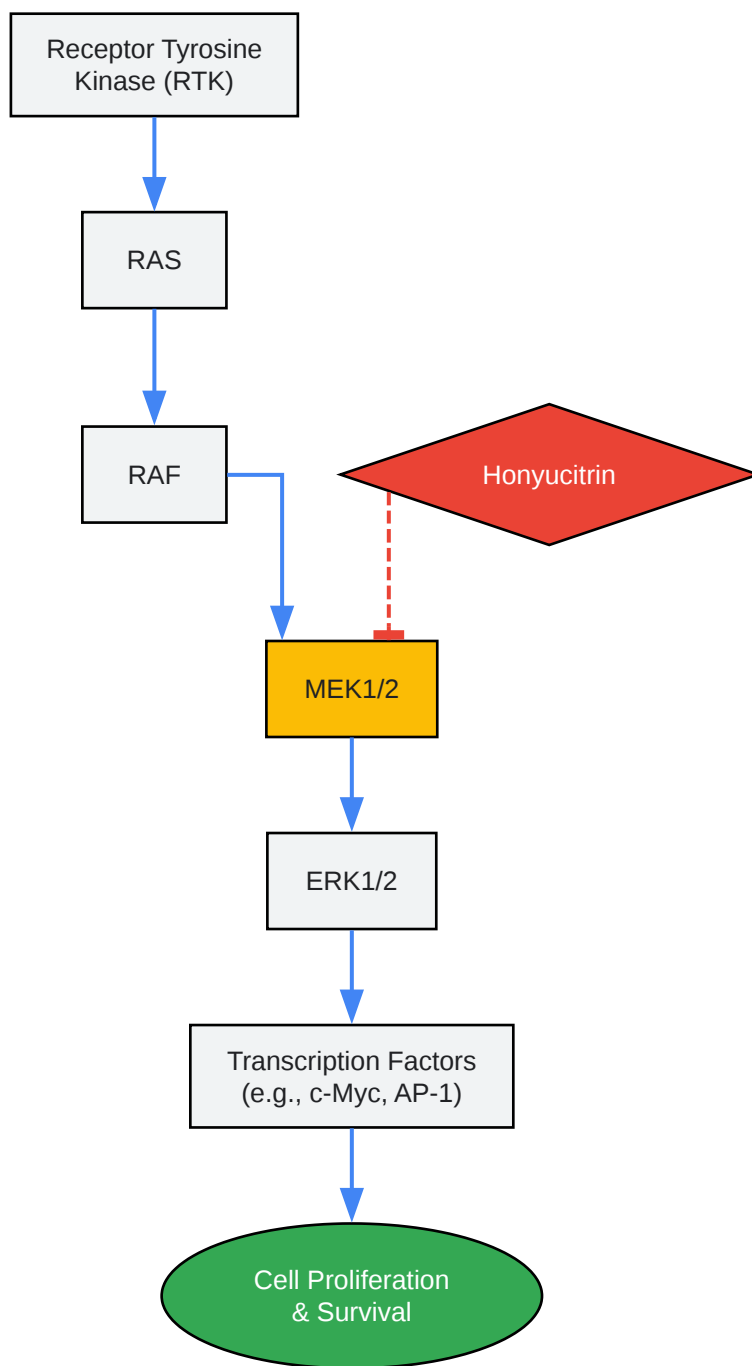 Receptor Tyrosine
Kinase (RTK)
RAS
RAF
Honyucitrin
MEK1/2
ERK1/2
Transcription Factors
(e.g., c-Myc, AP-1)
Cell Proliferation
& Survival